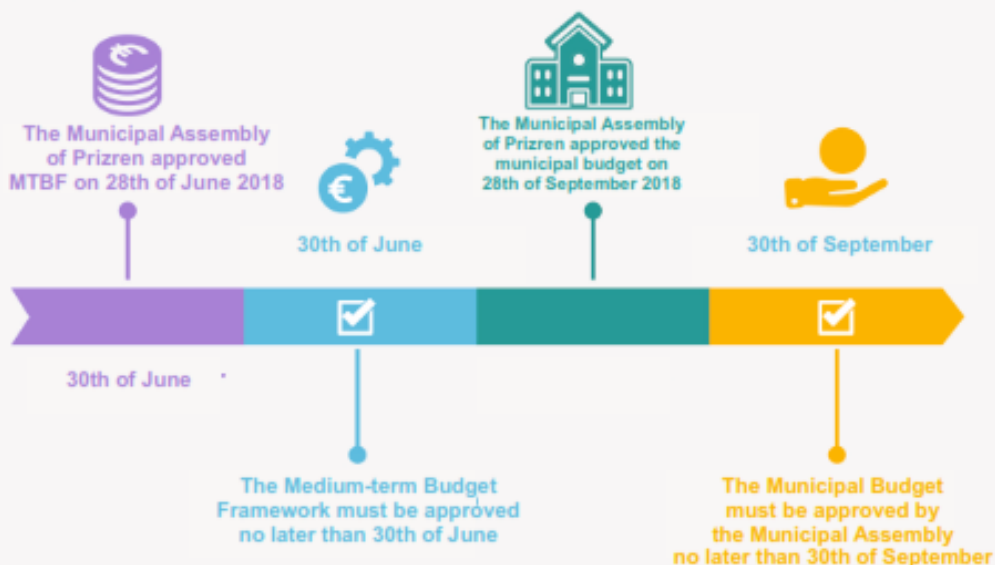 The Municipal Assembly
of Prizren approved
MTBF on 28th of June 2018
30th of June
The Municipal Assembly
of Prizren approved the
municipal budget on
28th of September 2018
30th of September
30th of June
The Medium-term Budget
Framework must be approved
no later than 30th of June
The Municipal Budget
must be approved by
the Municipal Assembly
no later than 30th of September